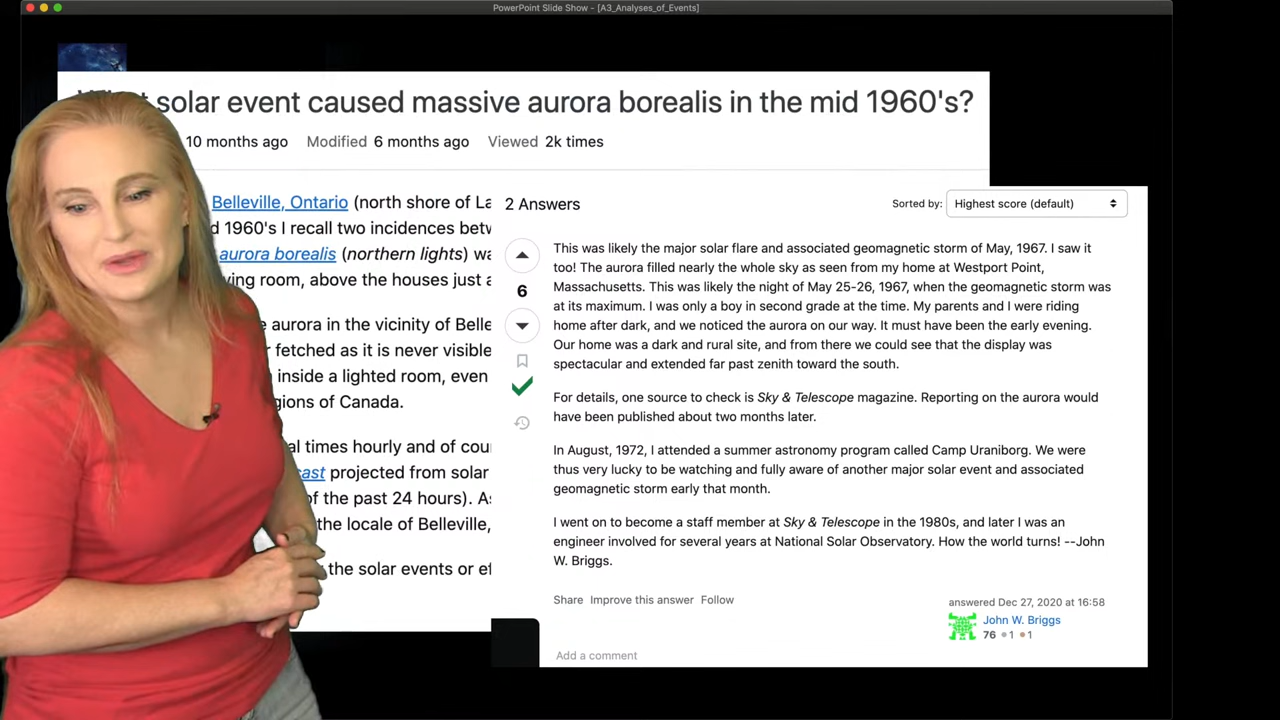 PowerPoint Slide Show - [A3_Analyses_of_Events]
solar event caused massive aurora borealis in the mid 1960's?
10 months ago Modified 6 months ago Viewed 2k times
Belleville, Ontario (north shore of La
d 1960's I recall two incidences betw
aurora borealis (northern lights) wa
ving room, above the houses just a
e aurora in the vicinity of Belle
r fetched as it is never visible
inside a lighted room, even
gions of Canada.
al times hourly and of cou
ast projected from solar
of the past 24 hours). As
the locale of Belleville,
the solar events or ef
2 Answers
Sorted by: Highest score (default)
6
This was likely the major solar flare and associated geomagnetic storm of May, 1967. I saw it
too! The aurora filled nearly the whole sky as seen from my home at Westport Point,
Massachusetts. This was likely the night of May 25-26, 1967, when the geomagnetic storm was
at its maximum. I was only a boy in second grade at the time. My parents and I were riding
home after dark, and we noticed the aurora on our way. It must have been the early evening.
Our home was a dark and rural site, and from there we could see that the display was
spectacular and extended far past zenith toward the south.
For details, one source to check is Sky & Telescope magazine. Reporting on the aurora would
have been published about two months later.
In August, 1972, I attended a summer astronomy program called Camp Uraniborg. We were
thus very lucky to be watching and fully aware of another major solar event and associated
geomagnetic storm early that month.
I went on to become a staff member at Sky & Telescope in the 1980s, and later I was an
engineer involved for several years at National Solar Observatory. How the world turns! --John
W. Briggs.
Share Improve this answer Follow
answered Dec 27, 2020 at 16:58
John W. Briggs
76 1 1
Add a comment